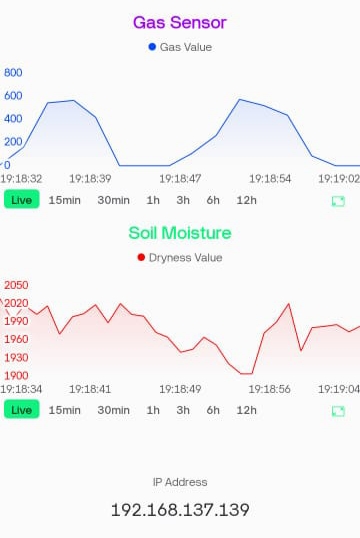 Gas Sensor
Gas Value
800
600
400
200
0
19:18:32 19:18:39 19:18:47 19:18:54 19:19:02
Live 15min 30min 1h 3h 6h 12h
Soil Moisture
Dryness Value
2050
2020
1990
1960
1930
1900
19:18:34 19:18:41 19:18:49 19:18:56 19:19:04
Live 15min 30min 1h 3h 6h 12h
IP Address
192.168.137.139